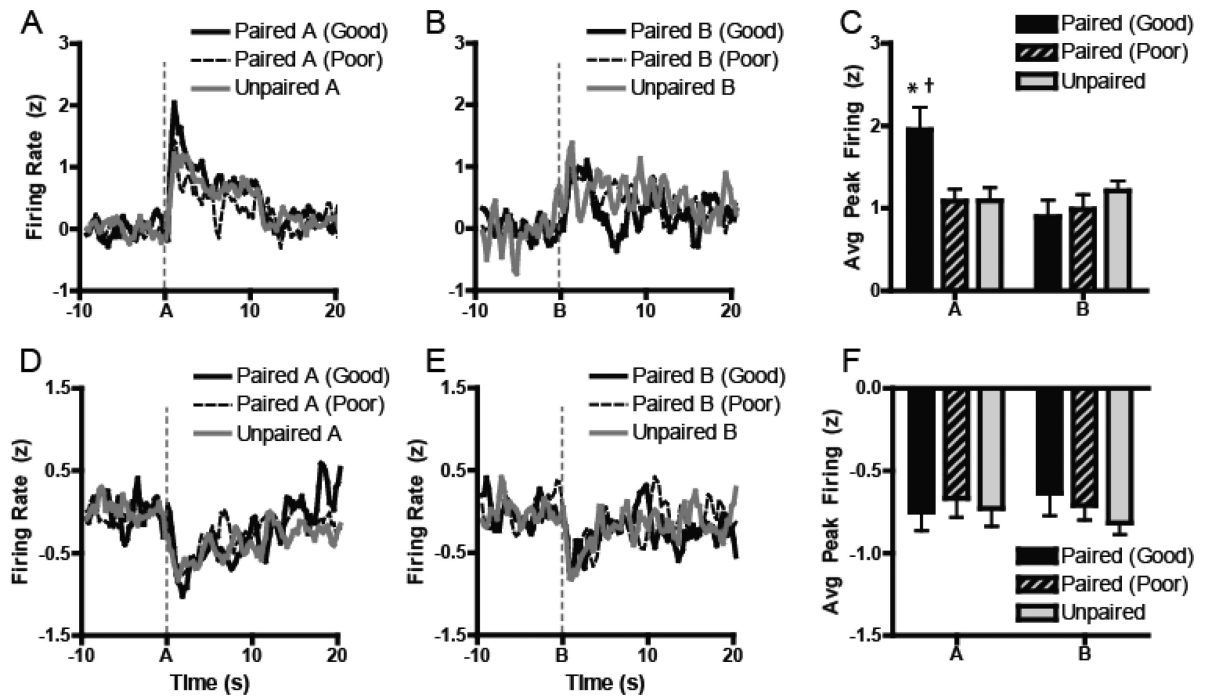 A
Paired A (Good)
Paired A (Poor)
Unpaired A
Firing Rate (z)
3
2
1
0
-1
-10
A
10
20
B
Paired B (Good)
Paired B (Poor)
Unpaired B
Firing Rate (z)
3
2
1
0
-1
-10
B
10
20
C
Paired (Good)
Paired (Poor)
Unpaired
Avg Peak Firing (z)
3
2
1
0
* †
A
B
D
Paired A (Good)
Paired A (Poor)
Unpaired A
Firing Rate (z)
1.5
0.5
-0.5
-1.5
-10
A
10
20
Time (s)
E
Paired B (Good)
Paired B (Poor)
Unpaired B
Firing Rate (z)
1.5
0.5
-0.5
-1.5
-10
B
10
20
Time (s)
F
Avg Peak Firing (z)
0.0
-0.5
-1.0
-1.5
Paired (Good)
Paired (Poor)
Unpaired
A
B